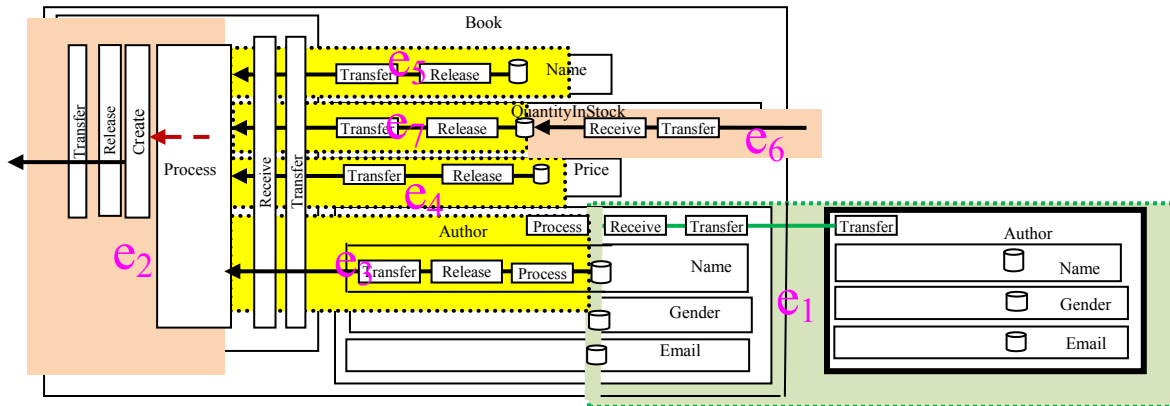 Book
Transfer
Release
Create
Process
Receive
Transfer
Transfer
e5
Release
Name
QuantityInStock
Transfer
e7
Release
Receive
Transfer
e6
Price
Transfer
e4
Release
Author
Process
Receive
Transfer
Transfer
Author
e2
e3
Transfer
Release
Process
Name
Name
e1
Gender
Gender
Email
Email